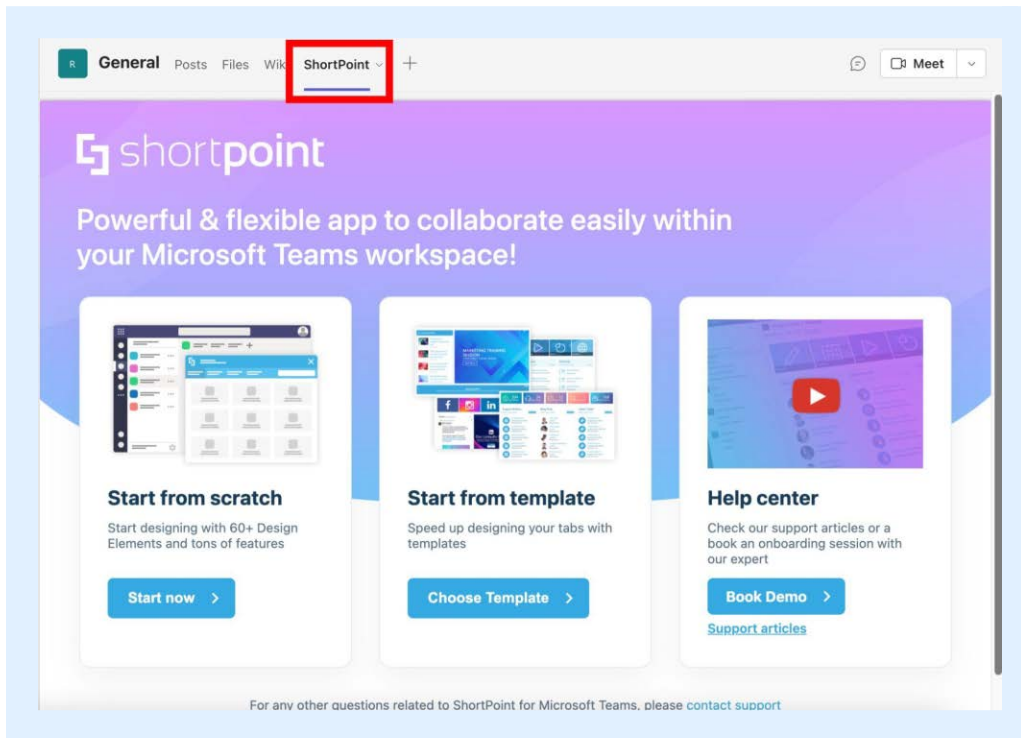 R General Posts Files Wik ShortPoint + Meet
shortpoint
Powerful & flexible app to collaborate easily within
your Microsoft Teams workspace!
Start from scratch
Start designing with 60+ Design
Elements and tons of features
Start now
Start from template
Speed up designing your tabs with
templates
Choose Template
Help center
Check our support articles or a
book an onboarding session with
our expert
Book Demo
Support articles
For any other questions related to ShortPoint for Microsoft Teams, please contact support